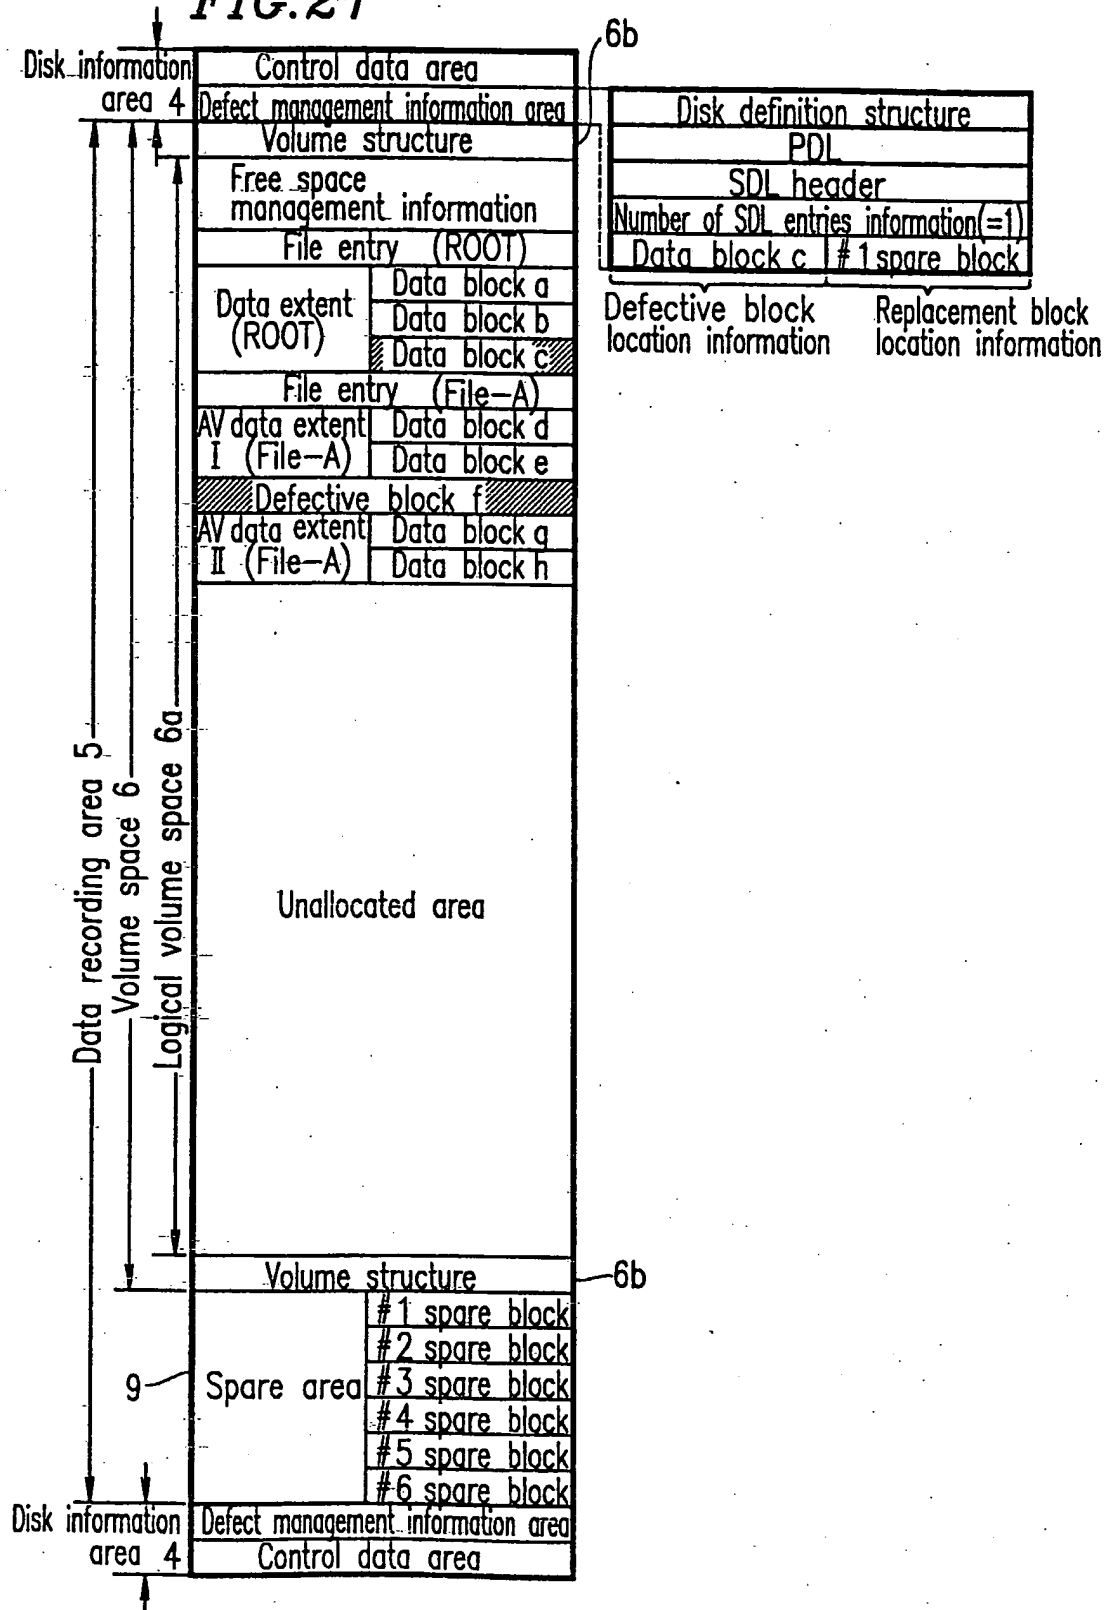 FIG.27
6b
Disk information
area 4
Control data area
Defect management information area
Volume structure
Free space
management information
File entry (ROOT)
Data extent
(ROOT)
Data block a
Data block b
Data block c
File entry (File-A)
AV data extent
I (File-A)
Data block d
Data block e
Defective block f
AV data extent
II (File-A)
Data block g
Data block h
Disk definition structure
PDL
SDL header
Number of SDL entries information(=1)
Data block c
#1 spare block
Defective block
location information
Replacement block
location information
Data recording area 5
Volume space 6
Logical volume space 6a
Unallocated area
Volume structure
6b
9
Spare area
#1 spare block
#2 spare block
#3 spare block
#4 spare block
#5 spare block
#6 spare block
Disk information
area 4
Defect management information area
Control data area